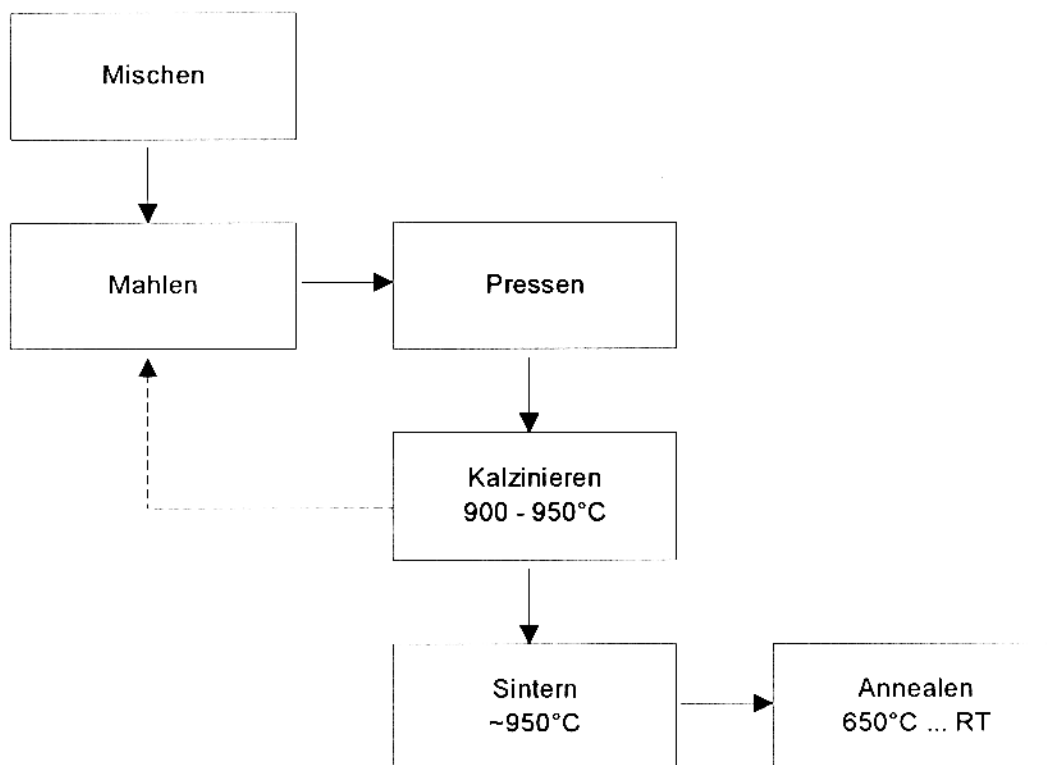 Mischen
Mahlen
Pressen
Kalzinieren
900 - 950°C
Sintern
~950°C
Annealen
650°C ... RT